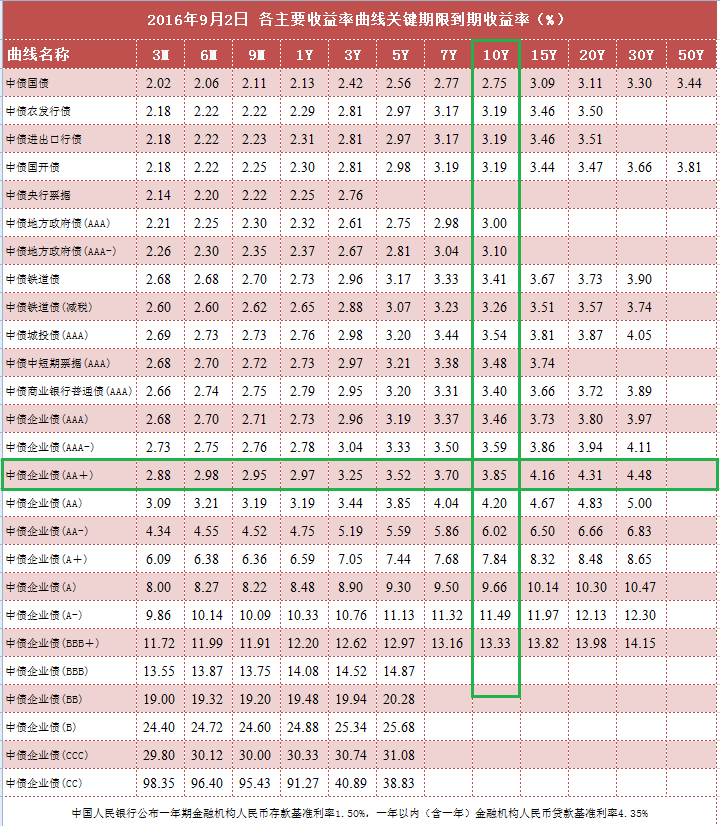 2016年9月2日 各主要收益率曲线关键期限到期收益率（%）
曲线名称 3M 6M 9M 1Y 3Y 5Y 7Y 10Y 15Y 20Y 30Y 50Y
中债国债 2.02 2.06 2.11 2.13 2.42 2.56 2.77 2.75 3.09 3.11 3.30 3.44
中债农发行债 2.18 2.22 2.22 2.29 2.81 2.97 3.17 3.19 3.46 3.50
中债进出口行债 2.18 2.22 2.23 2.31 2.81 2.97 3.17 3.19 3.46 3.51
中债国开债 2.18 2.22 2.25 2.30 2.81 2.98 3.19 3.19 3.44 3.47 3.66 3.81
中债央行票据 2.14 2.20 2.22 2.25 2.76
中债地方政府债(AAA) 2.21 2.25 2.30 2.32 2.61 2.75 2.98 3.00
中债地方政府债(AAA-) 2.26 2.30 2.35 2.37 2.67 2.81 3.04 3.10
中债铁道债 2.68 2.68 2.70 2.73 2.96 3.17 3.33 3.41 3.67 3.73 3.90
中债铁道债(减税) 2.60 2.60 2.62 2.65 2.88 3.07 3.23 3.26 3.51 3.57 3.74
中债城投债(AAA) 2.69 2.73 2.73 2.76 2.98 3.20 3.44 3.54 3.81 3.87 4.05
中债中短期票据(AAA) 2.68 2.70 2.72 2.73 2.97 3.21 3.38 3.48 3.74
中债商业银行普通债(AAA) 2.66 2.74 2.75 2.79 2.95 3.20 3.31 3.40 3.66 3.72 3.89
中债企业债(AAA) 2.68 2.70 2.71 2.73 2.96 3.19 3.37 3.46 3.73 3.80 3.97
中债企业债(AAA-) 2.73 2.75 2.76 2.78 3.04 3.33 3.50 3.59 3.86 3.94 4.11
中债企业债(AA＋) 2.88 2.98 2.95 2.97 3.25 3.52 3.70 3.85 4.16 4.31 4.48
中债企业债(AA) 3.09 3.21 3.19 3.19 3.44 3.85 4.04 4.20 4.67 4.83 5.00
中债企业债(AA-) 4.34 4.55 4.52 4.75 5.19 5.59 5.86 6.02 6.50 6.66 6.83
中债企业债(A＋) 6.09 6.38 6.36 6.59 7.05 7.44 7.68 7.84 8.32 8.48 8.65
中债企业债(A) 8.00 8.27 8.22 8.48 8.90 9.30 9.50 9.66 10.14 10.30 10.47
中债企业债(A-) 9.86 10.14 10.09 10.33 10.76 11.13 11.32 11.49 11.97 12.13 12.30
中债企业债(BBB＋) 11.72 11.99 11.91 12.20 12.62 12.97 13.16 13.33 13.82 13.98 14.15
中债企业债(BBB) 13.55 13.87 13.75 14.08 14.52 14.87
中债企业债(BB) 19.00 19.32 19.20 19.48 19.94 20.28
中债企业债(B) 24.40 24.72 24.60 24.88 25.34 25.68
中债企业债(CCC) 29.80 30.12 30.00 30.33 30.74 31.08
中债企业债(CC) 98.35 96.40 95.43 91.27 40.89 38.83
中国人民银行公布一年期金融机构人民币存款基准利率1.50%，一年以内（含一年）金融机构人民币贷款基准利率4.35%